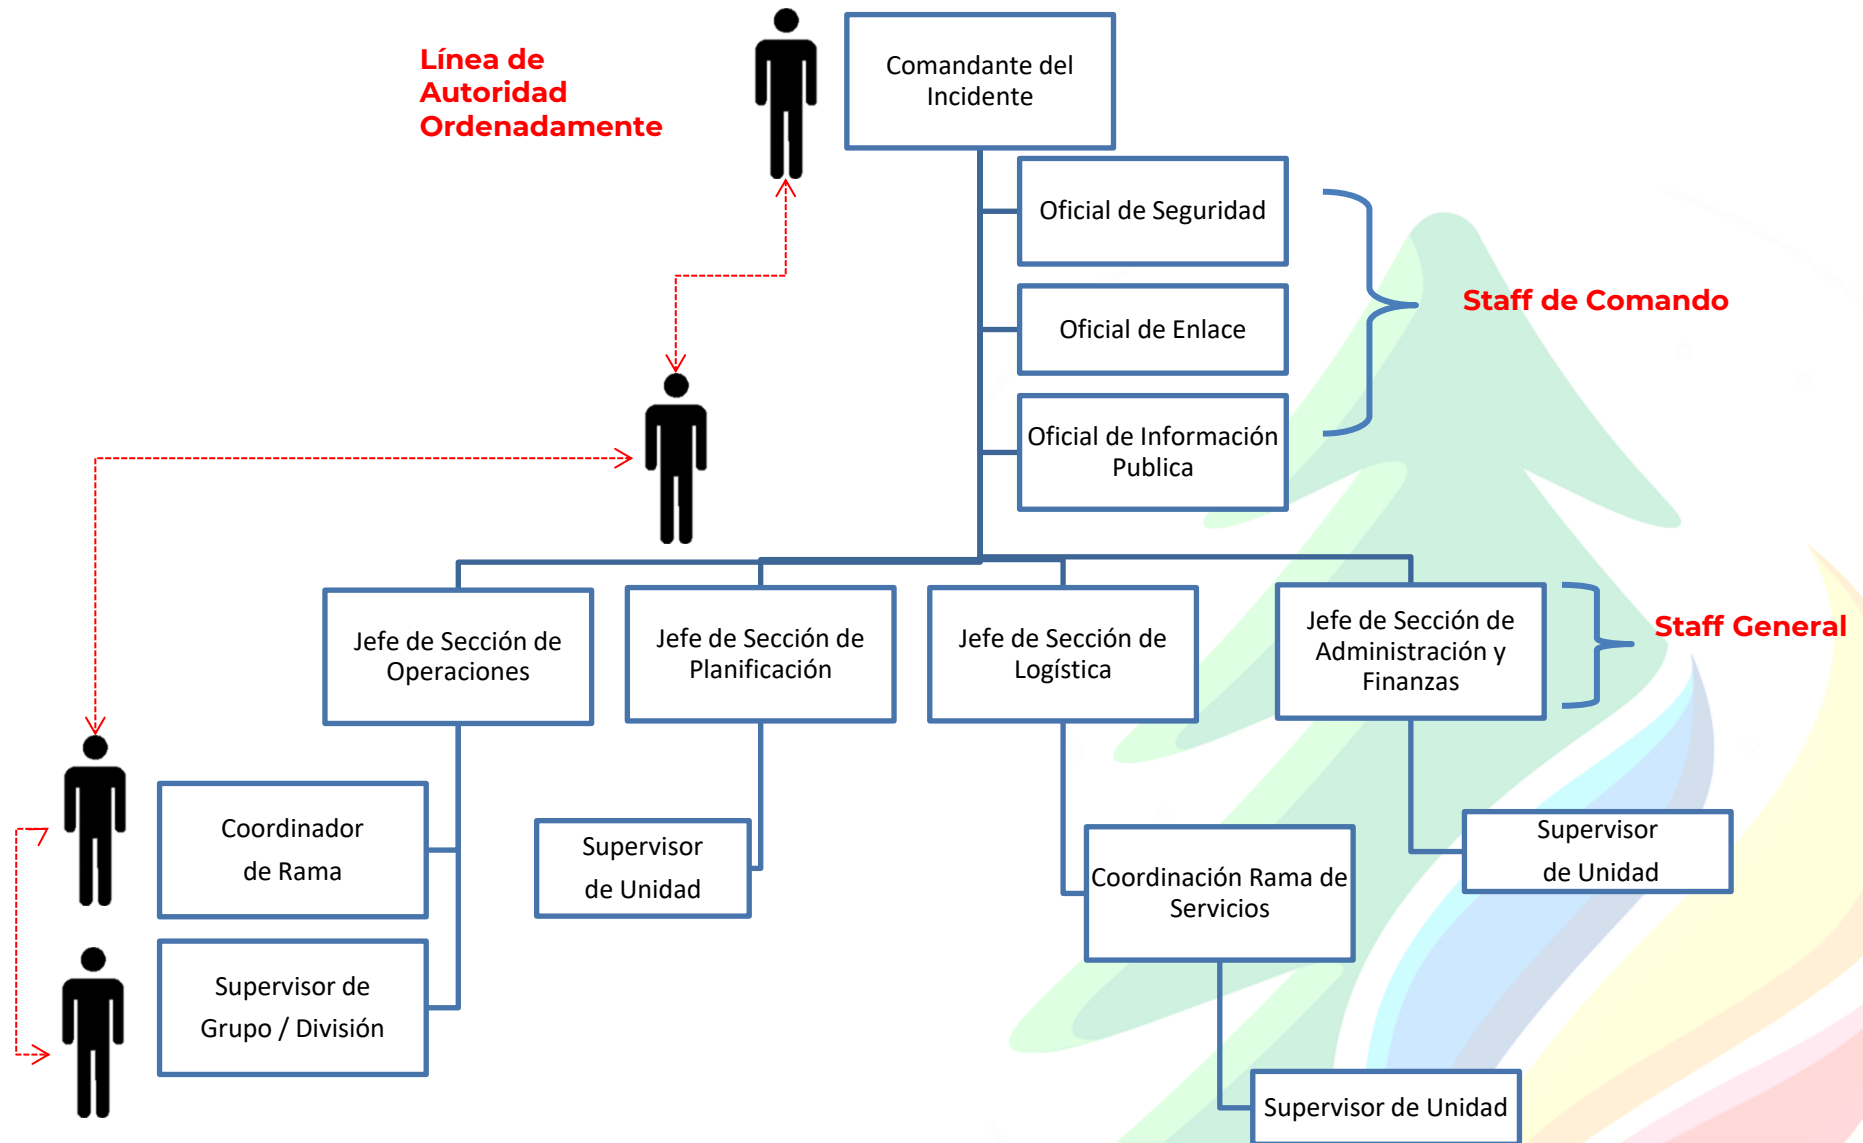 Línea de
Autoridad
Ordenadamente
Comandante del
Incidente
Oficial de Seguridad
Staff de Comando
Oficial de Enlace
Oficial de Información
Publica
Jefe de Sección de
Operaciones
Jefe de Sección de
Planificación
Jefe de Sección de
Logística
Jefe de Sección de
Administración y
Finanzas
Staff General
Coordinador
de Rama
Supervisor
de Unidad
Coordinación Rama de
Servicios
Supervisor
de Unidad
Supervisor de
Grupo / División
Supervisor de Unidad